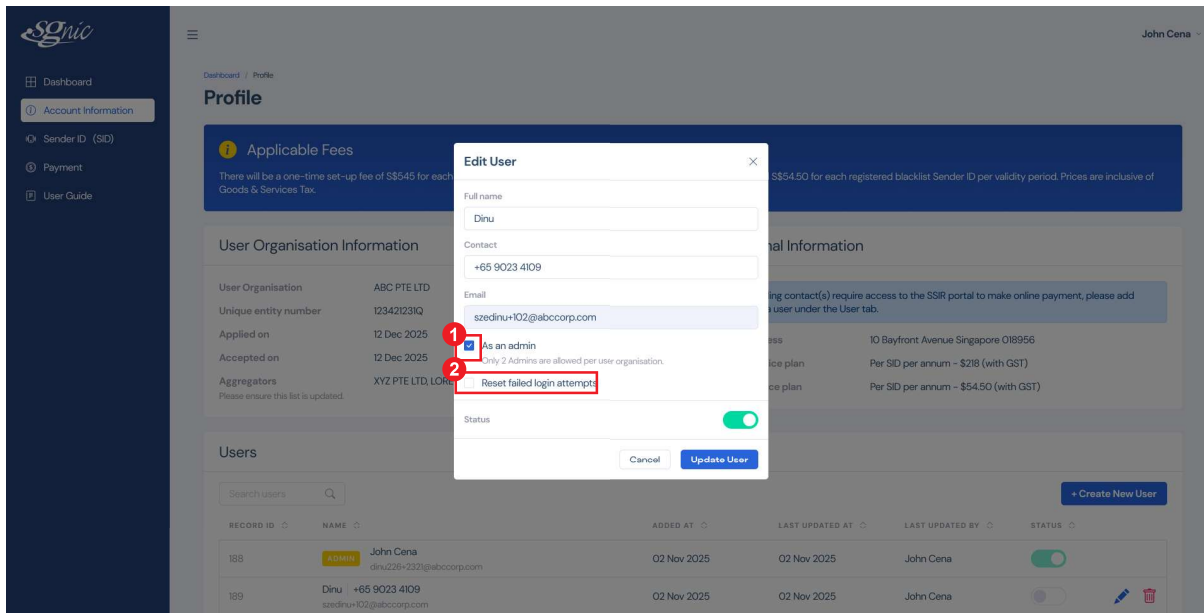 sgnic
John Cena
Dashboard
Account Information
Sender ID (SID)
Payment
User Guide
Dashboard / Profile
Profile
Applicable Fees
There will be a one-time set-up fee of S$545 for each
S$54.50 for each registered blacklist Sender ID per validity period. Prices are inclusive of
Goods & Services Tax.
User Organisation Information
User Organisation ABC PTE LTD
Unique entity number 123421231Q
Applied on 12 Dec 2025
Accepted on 12 Dec 2025
Aggregators XYZ PTE LTD,
Please ensure this list is updated.
Edit User
Full name
Dinu
Contact
+65 9023 4109
Email
szedinu+102@abccorp.com
1
As an admin
Only 2 Admins are allowed per user organisation.
2
Reset failed login attempts
Status
Cancel Update User
Information
contact(s) require access to the SSIR portal to make online payment, please add
user under the User tab.
10 Bayfront Avenue Singapore 018956
plan Per SID per annum - $218 (with GST)
plan Per SID per annum - $54.50 (with GST)
Users
Search users
+ Create New User
RECORD ID NAME ADDED AT LAST UPDATED AT LAST UPDATED BY STATUS
188 ADMIN John Cena 02 Nov 2025 02 Nov 2025 John Cena
dinu226+2321@abccorp.com
189 Dinu +65 9023 4109 02 Nov 2025 02 Nov 2025 John Cena
szedinu+102@abccorp.com